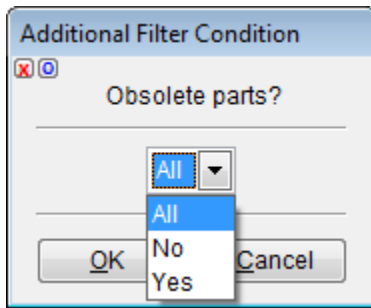 Additional Filter Condition
X O
Obsolete parts?
All
All
No
Yes
OK Cancel